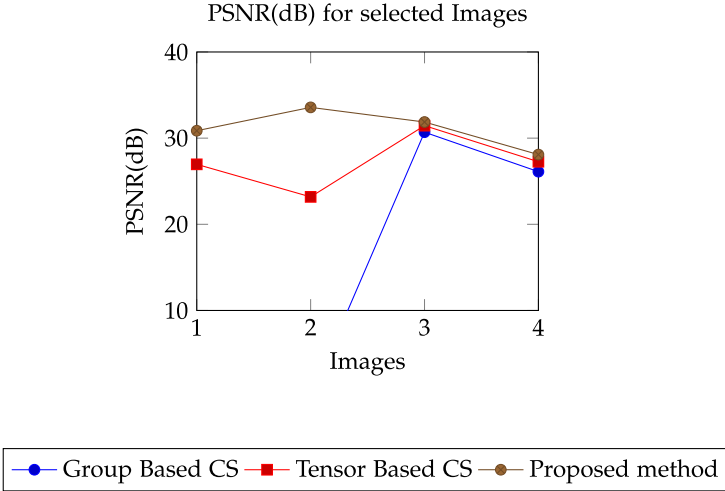 PSNR(dB) for selected Images
40
30
20
10
PSNR(dB)
1 2 3 4
Images
Group Based CS Tensor Based CS Proposed method